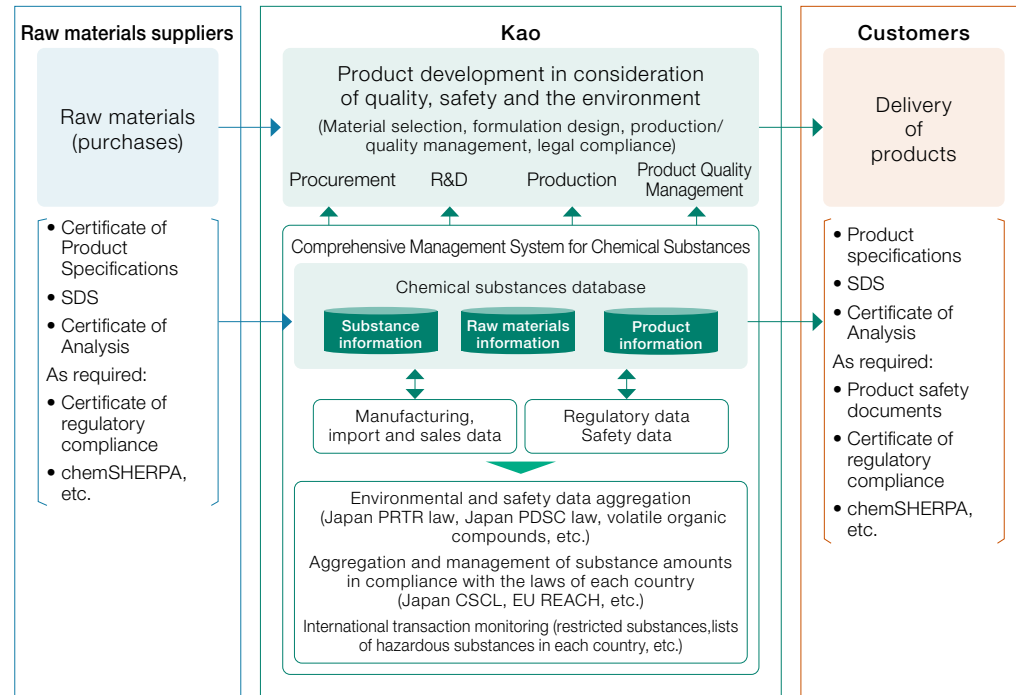 Raw materials suppliers
Raw materials
(purchases)
• Certificate of
Product
Specifications
• SDS
• Certificate of
Analysis
As required:
• Certificate of
regulatory
compliance
• chemSHERPA,
etc.
Kao
Product development in consideration
of quality, safety and the environment
(Material selection, formulation design, production/
quality management, legal compliance)
Procurement
R&D
Production
Product Quality
Management
Comprehensive Management System for Chemical Substances
Chemical substances database
Substance
information
Raw materials
information
Product
information
Manufacturing,
import and sales data
Regulatory data
Safety data
Environmental and safety data aggregation
(Japan PRTR law, Japan PDSC law, volatile organic
compounds, etc.)
Aggregation and management of substance amounts
in compliance with the laws of each country
(Japan CSCL, EU REACH, etc.)
International transaction monitoring (restricted substances,lists
of hazardous substances in each country, etc.)
Customers
Delivery
of
products
• Product
specifications
• SDS
• Certificate of
Analysis
As required:
• Product safety
documents
• Certificate of
regulatory
compliance
• chemSHERPA,
etc.